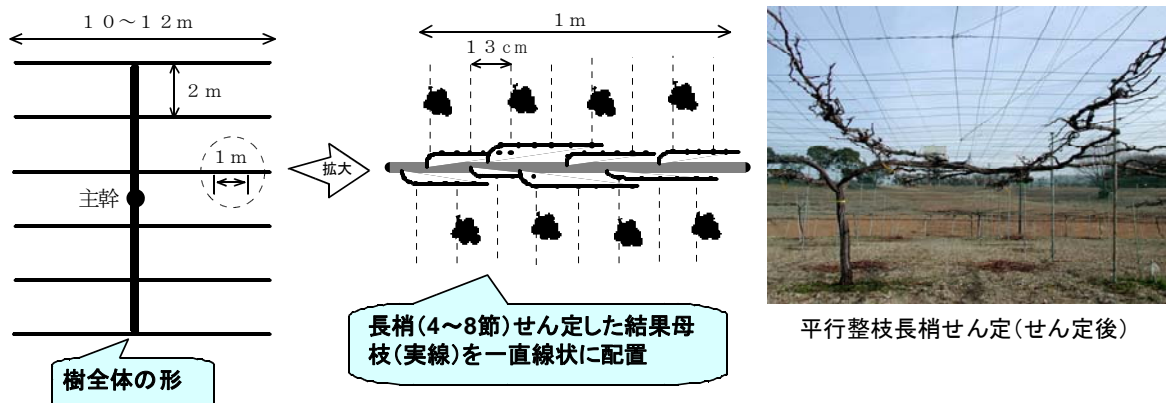 １０～１２ｍ
２ｍ
１ｍ
主幹
樹全体の形
拡大
１ｍ
１３ｃｍ
長梢(4～8節)せん定した結果母
枝(実線)を一直線状に配置
平行整枝長梢せん定(せん定後)